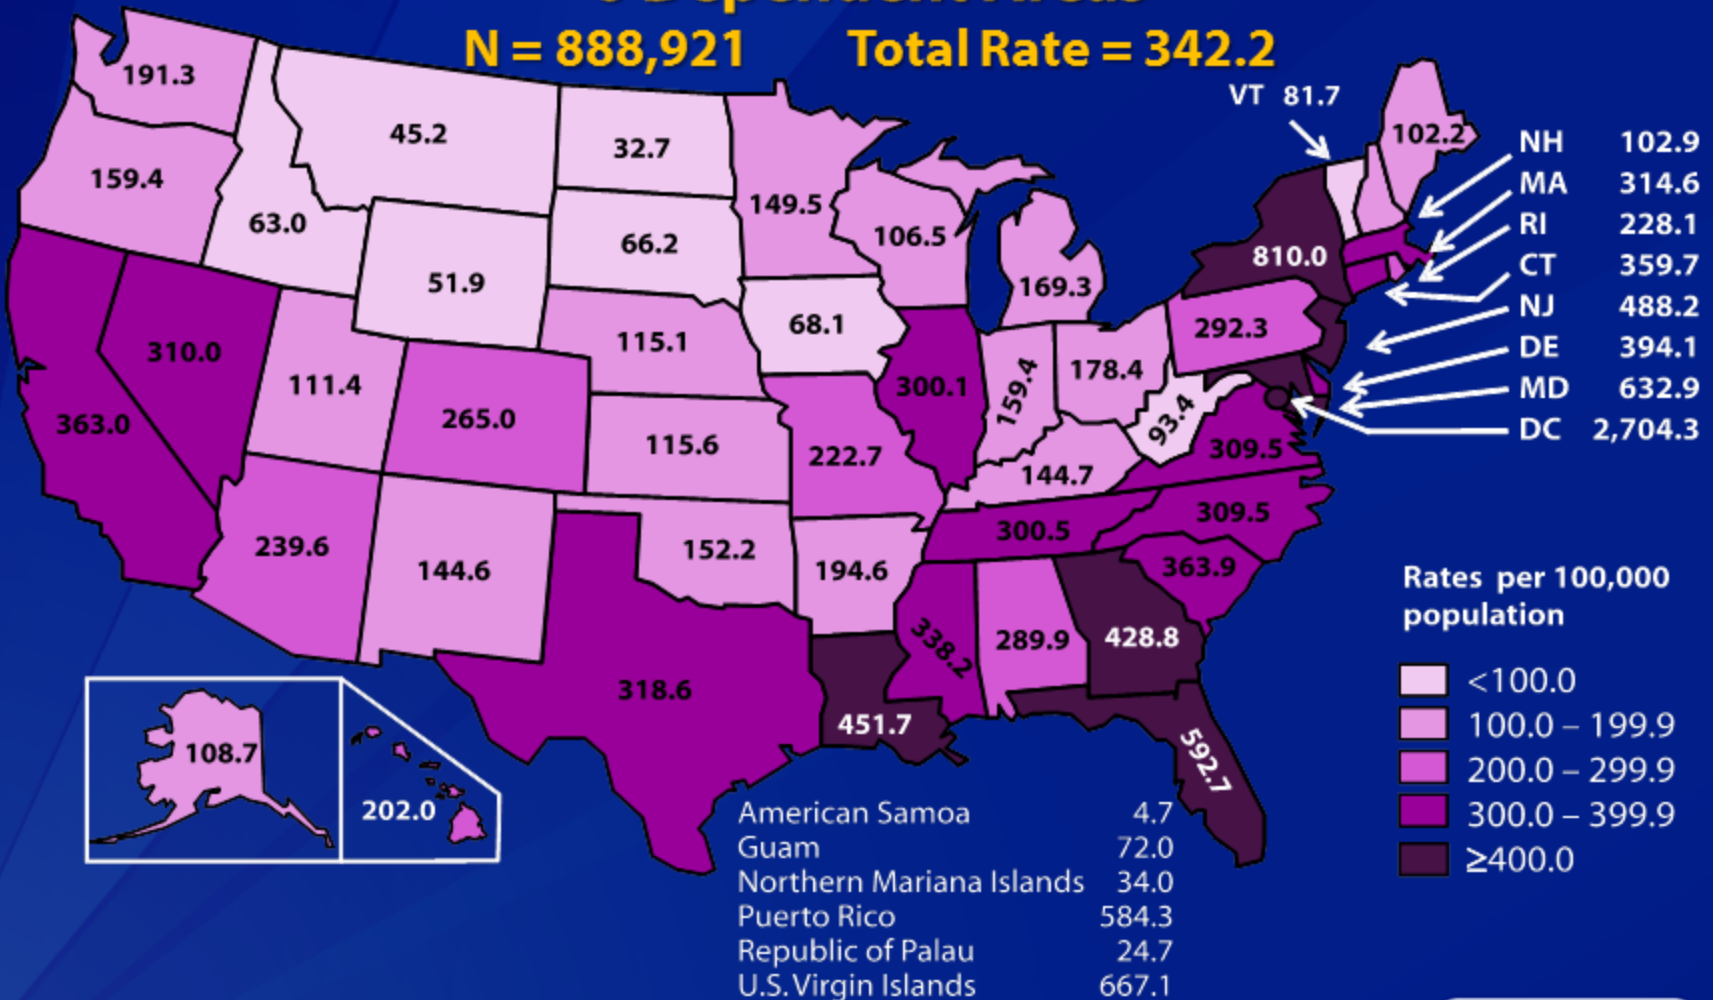 6 Dependent Areas
N = 888,921 Total Rate = 342.2
VT 81.7
191.3
45.2
32.7
102.2
NH 102.9
159.4
63.0
149.5
MA 314.6
66.2
106.5
RI 228.1
51.9
810.0
CT 359.7
169.3
NJ 488.2
68.1
292.3
310.0
115.1
DE 394.1
111.4
300.1
159.4
178.4
MD 632.9
363.0
265.0
93.4
DC 2,704.3
115.6
222.7
144.7
309.5
239.6
144.6
152.2
194.6
300.5
309.5
363.9
318.6
338.2
289.9
428.8
451.7
592.7
108.7
202.0
Rates per 100,000
population
<100.0
100.0 – 199.9
200.0 – 299.9
300.0 – 399.9
≥400.0
American Samoa 4.7
Guam 72.0
Northern Mariana Islands 34.0
Puerto Rico 584.3
Republic of Palau 24.7
U.S. Virgin Islands 667.1